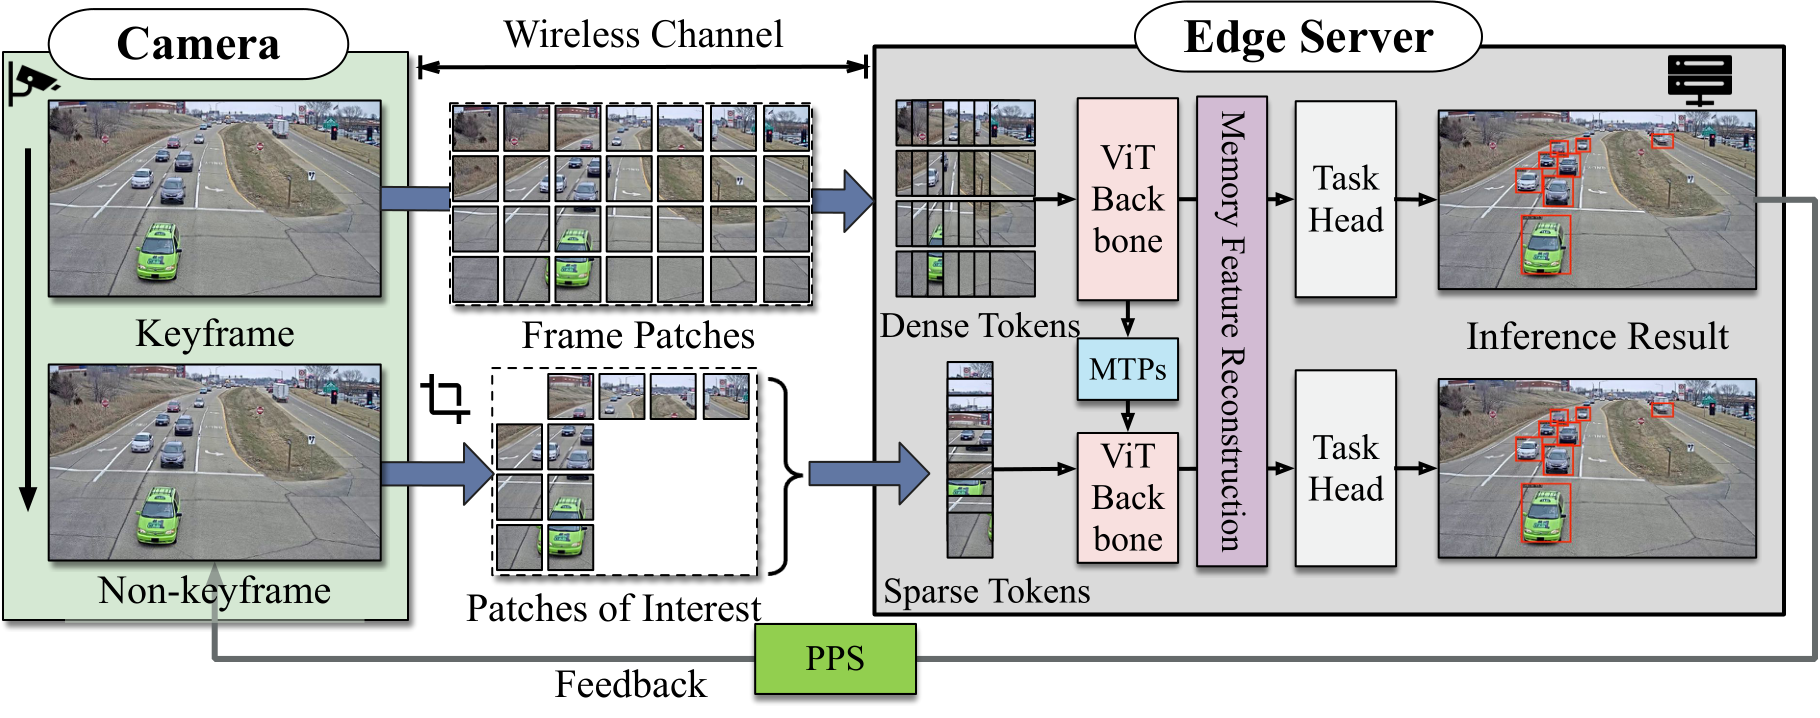 Camera
Wireless Channel
Edge Server
Keyframe
Frame Patches
Dense Tokens
ViT
Back
bone
Memory Feature Reconstruction
Task
Head
Inference Result
MTPs
Non-keyframe
Patches of Interest
Sparse Tokens
ViT
Back
bone
Task
Head
PPS
Feedback